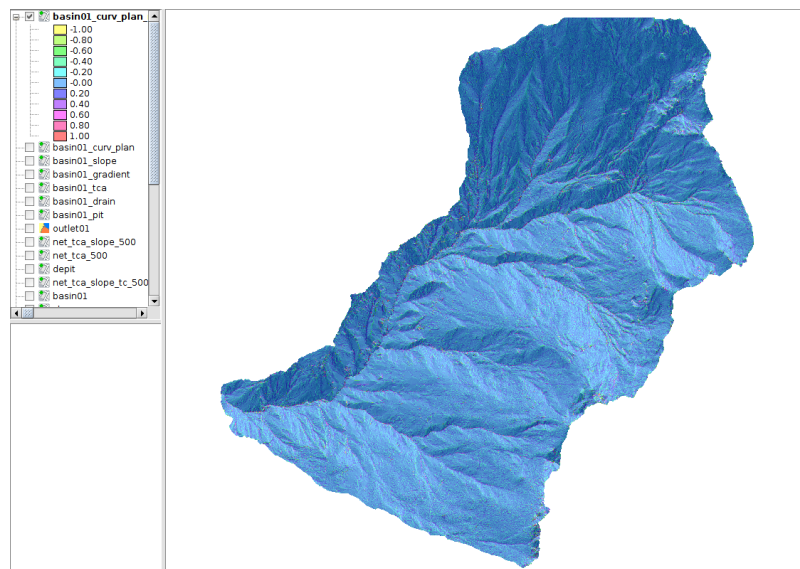 basin01_curv_plan_
-1.00
-0.80
-0.60
-0.40
-0.20
-0.00
0.20
0.40
0.60
0.80
1.00
basin01_curv_plan
basin01_slope
basin01_gradient
basin01_tca
basin01_drain
basin01_pit
outlet01
net_tca_slope_500
net_tca_500
depit
net_tca_slope_tc_500
basin01